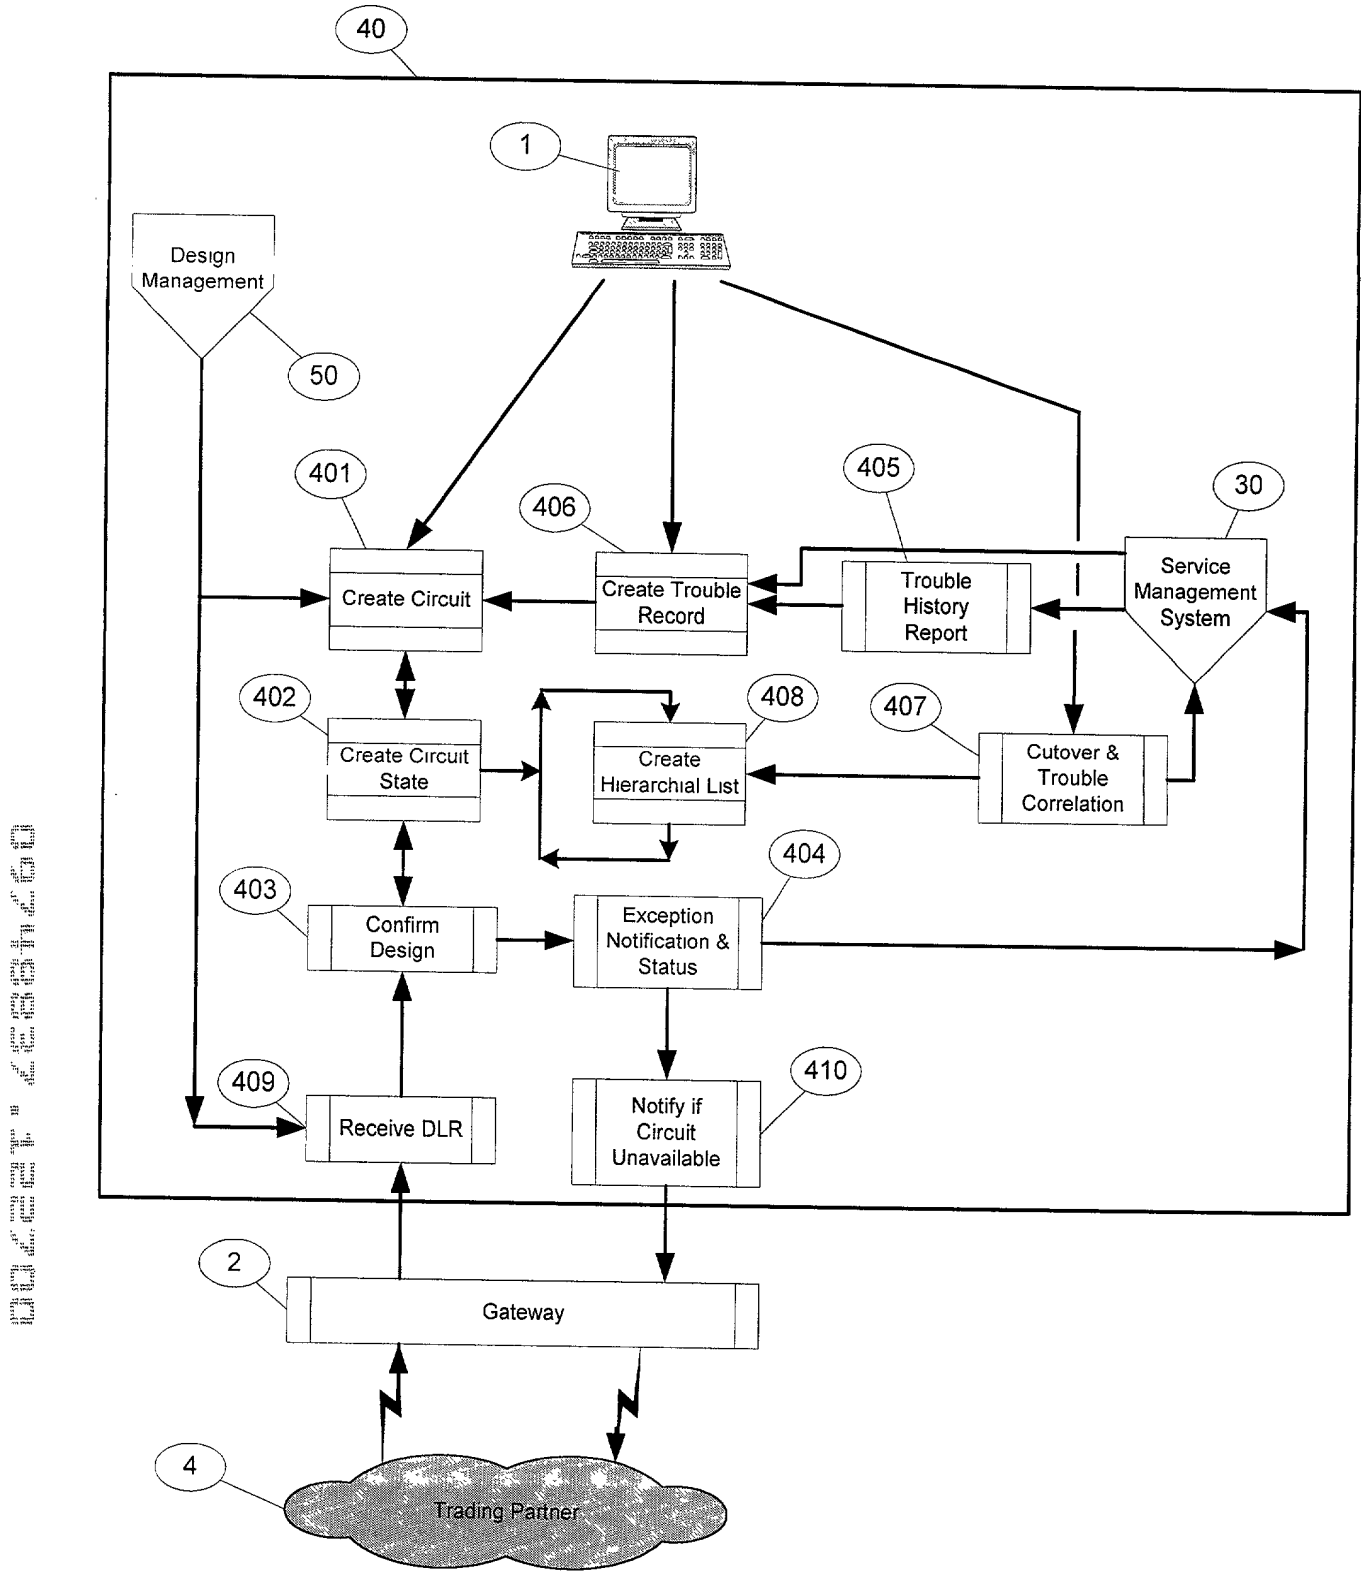 40
1
Design
Management
50
401
406
405
30
Create Circuit
Create Trouble
Record
Trouble
History
Report
Service
Management
System
402
408
407
Create Circuit
State
Create
Hierarchial List
Cutover &
Trouble
Correlation
403
404
Confirm
Design
Exception
Notification &
Status
409
410
Receive DLR
Notify if
Circuit
Unavailable
2
Gateway
4
Trading Partner